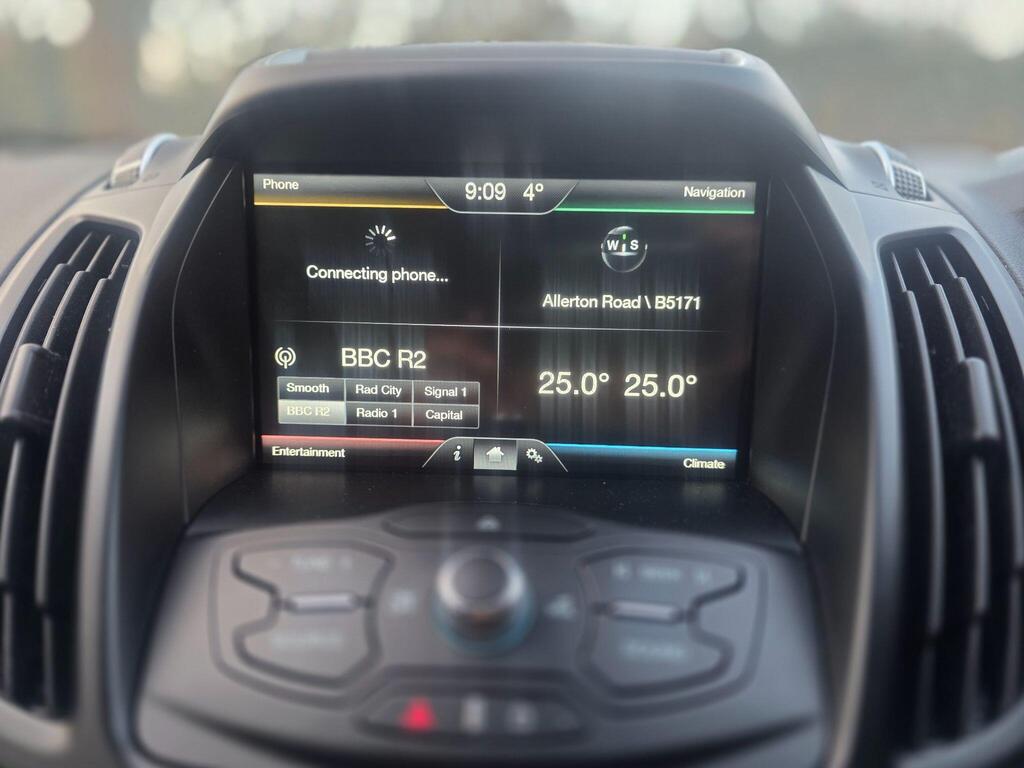 Phone
9:09 4°
Navigation
Connecting phone...
W S
Allerton Road \ B5171
BBC R2
Smooth Rad City Signal 1
BBC R2 Radio 1 Capital
25.0° 25.0°
Entertainment
i
Climate